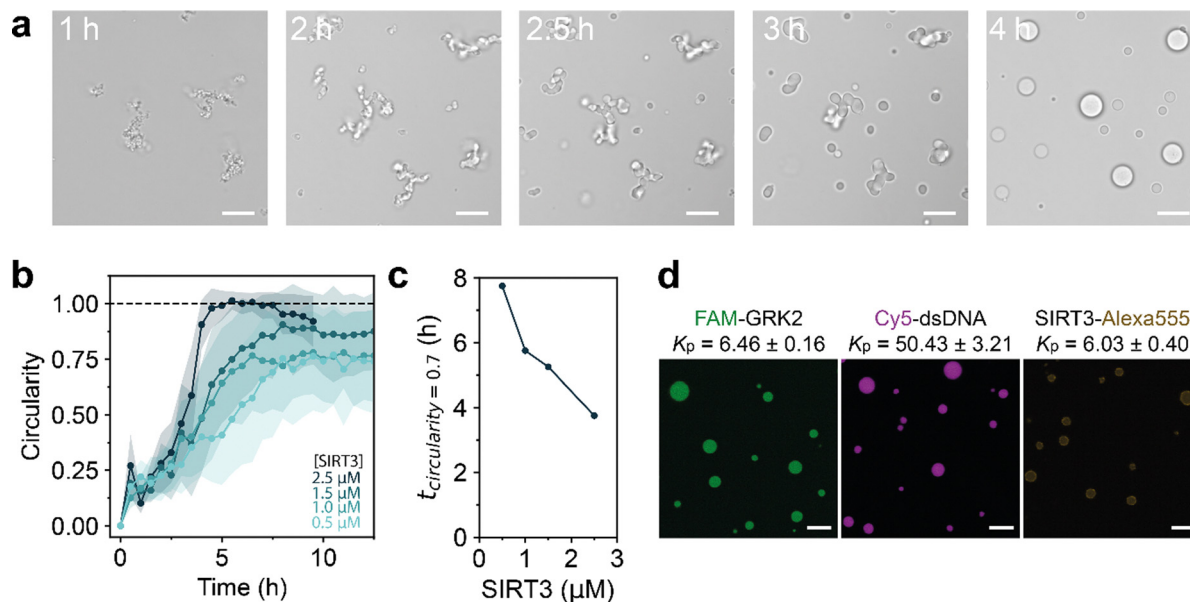 a
1 h
2 h
2.5 h
3 h
4 h
b
Circularity
1.00
0.75
0.50
0.25
0.00
0
5
10
Time (h)
[SIRT3]
2.5 µM
1.5 µM
1.0 µM
0.5 µM
c
t circularity = 0.7 (h)
8
6
4
2
0
0
1
2
3
SIRT3 (µM)
d
FAM-GRK2
Kp = 6.46 ± 0.16
Cy5-dsDNA
Kp = 50.43 ± 3.21
SIRT3-Alexa555
Kp = 6.03 ± 0.40